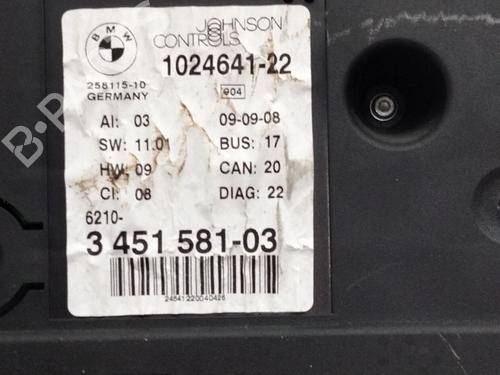 BMW
JOHNSON
CONTROLS
1024641-22
258115-10
GERMANY
904
AI: 03 09-09-08
SW: 11.01 BUS: 17
HW: 09 CAN: 20
CI: 08 DIAG: 22
6210-
3 451 581-03
24641220040426